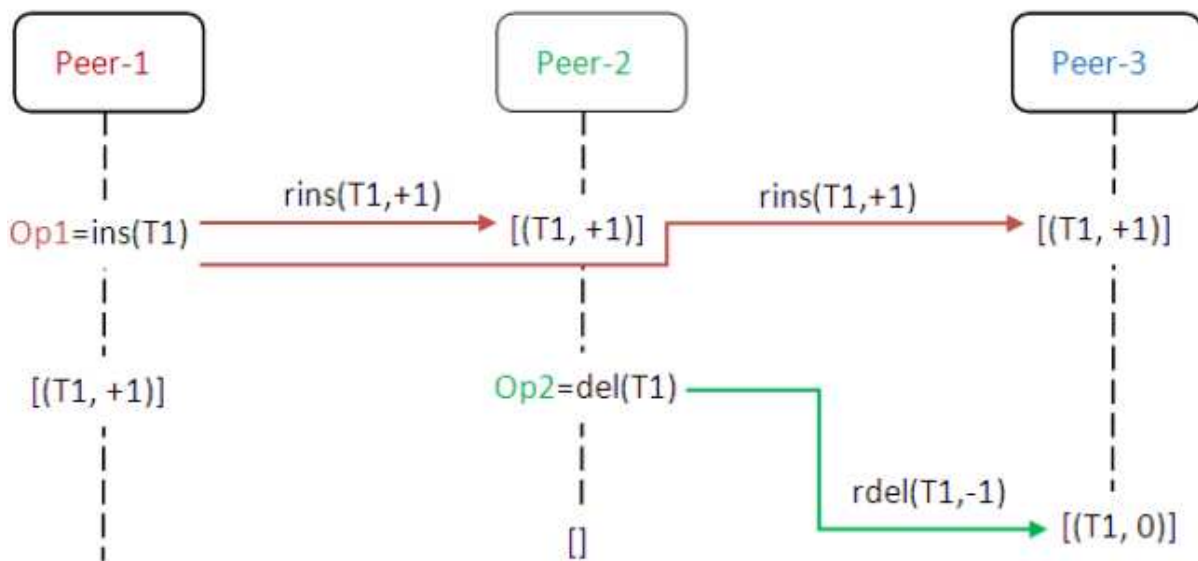 Peer-1
Peer-2
Peer-3
rins(T1,+1)
rins(T1,+1)
Op1=ins(T1)
[(T1, +1)]
[(T1, +1)]
[(T1, +1)]
Op2=del(T1)
rdel(T1,-1)
[]
[(T1, 0)]